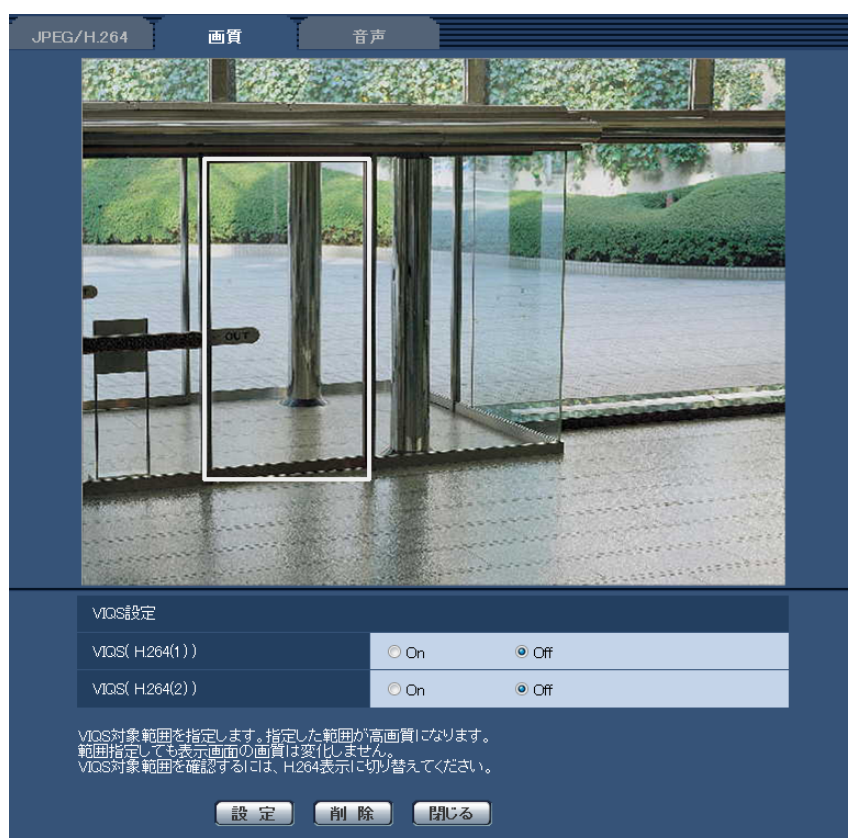 JPEG/H.264 画質 音声
OUT
VIQS設定
VIQS( H.264(1) ) On Off
VIQS( H.264(2) ) On Off
VIQS対象範囲を指定します。指定した範囲が高画質になります。
範囲指定しても表示画面の画質は変化しません。
VIQS対象範囲を確認するには、H.264表示に切り替えてください。
設定 削除 閉じる